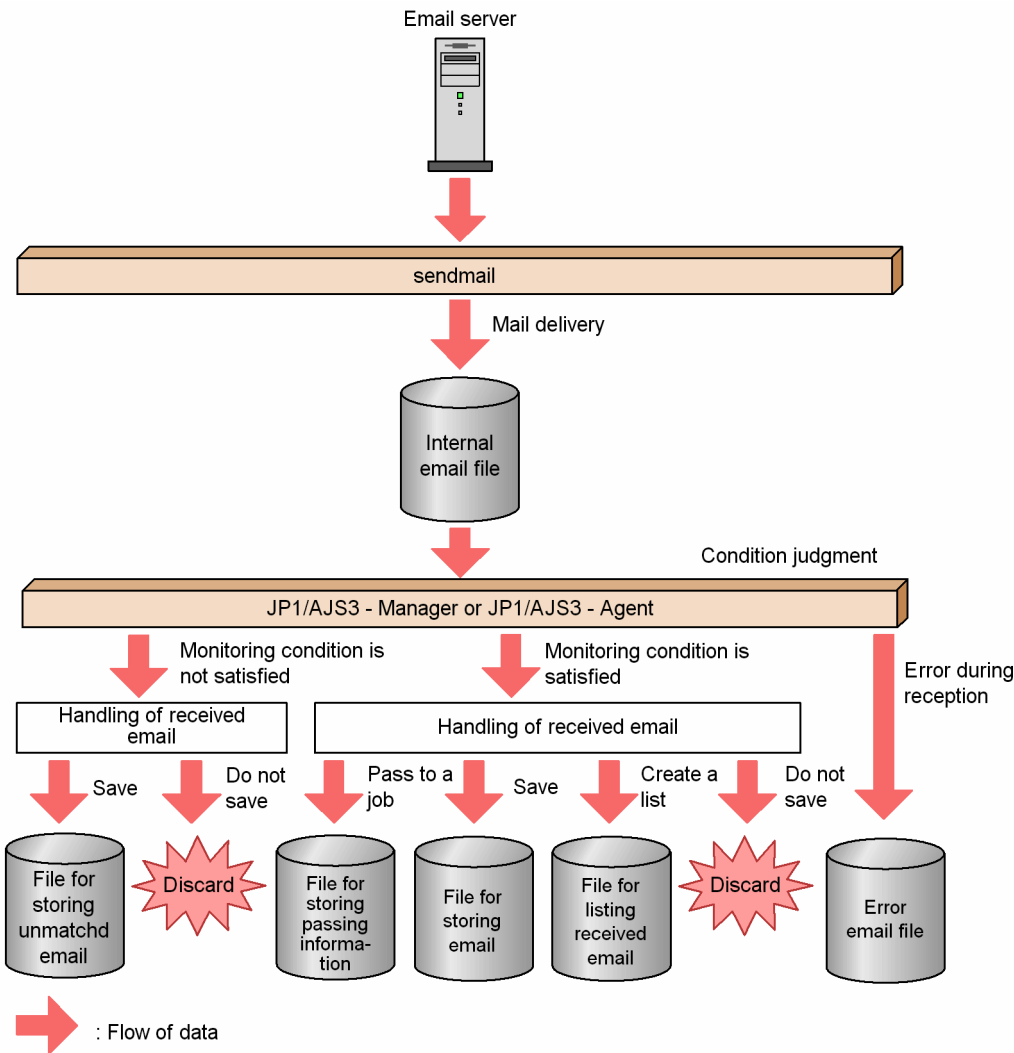 Email server
sendmail
Mail delivery
Internal
email file
Condition judgment
JP1/AJS3 - Manager or JP1/AJS3 - Agent
Monitoring condition is
not satisfied
Monitoring condition is
satisfied
Error during
reception
Handling of received
email
Handling of received email
Save
Do not
save
Pass to a
job
Save
Create a
list
Do not
save
File for
storing
unmatchd
email
Discard
File for
storing
passing
informa-
tion
File for
storing
email
File for
listing
received
email
Discard
Error
email file
: Flow of data